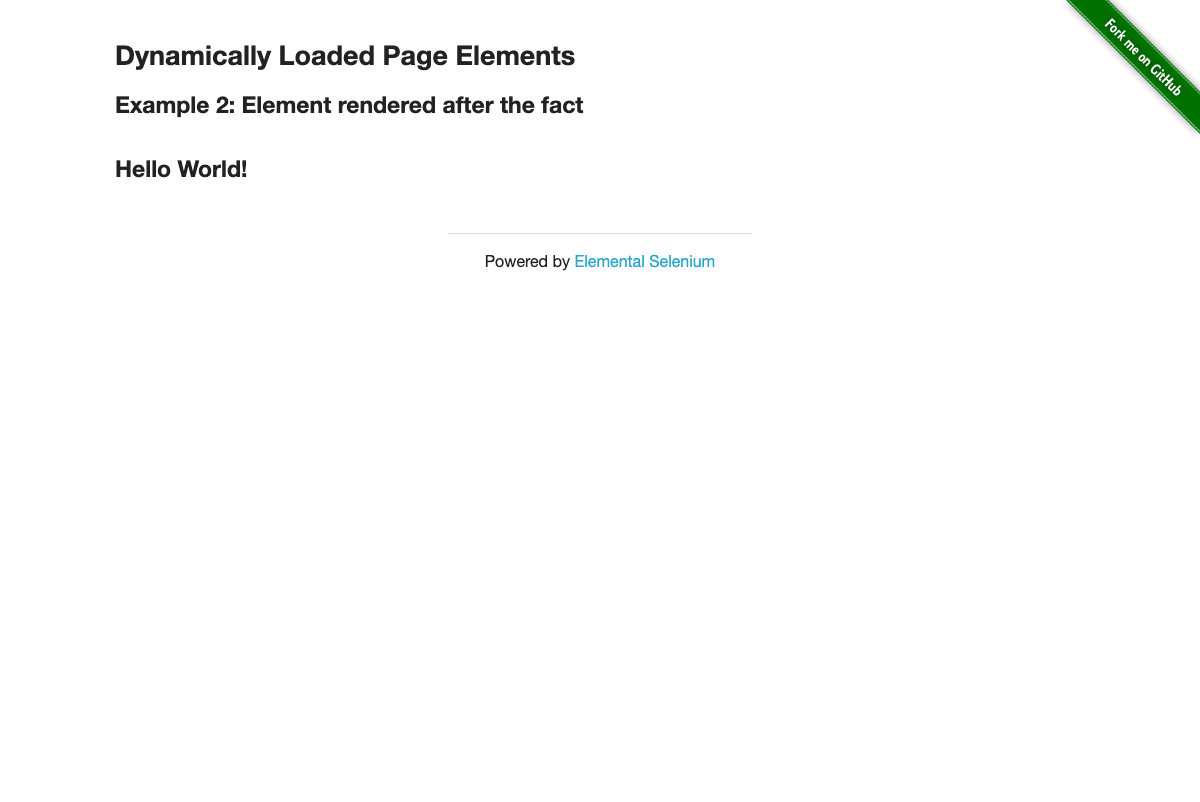 Dynamically Loaded Page Elements
Example 2: Element rendered after the fact
Hello World!
Powered by Elemental Selenium
Fork me on GitHub